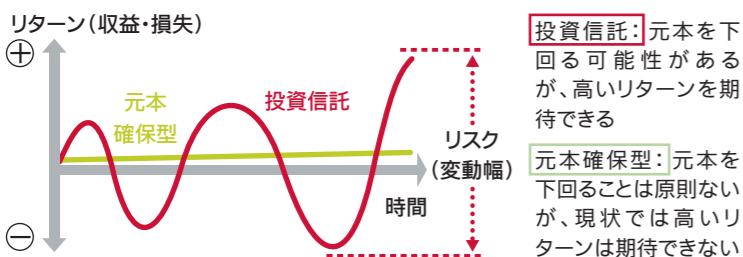 リターン（収益・損失）
⊕
元本
確保型
投資信託
リスク
（変動幅）
時間
⊖
投資信託：元本を下
回る可能性がある
が、高いリターンを期
待できる
元本確保型：元本を
下回ることは原則ない
が、現状では高いリ
ターンは期待できない